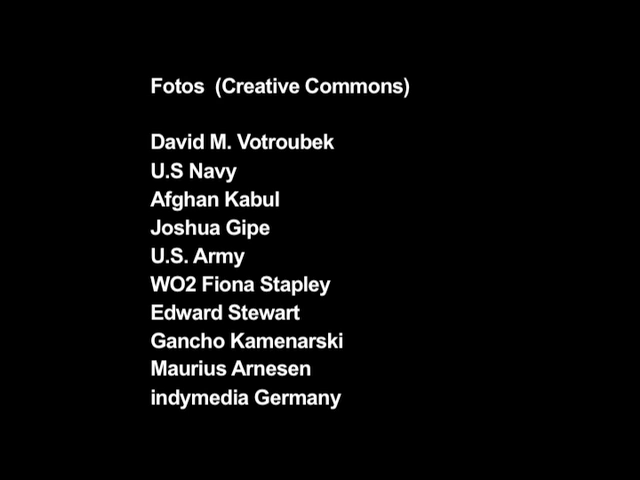 Fotos (Creative Commons)
David M. Votroubek
U.S Navy
Afghan Kabul
Joshua Gipe
U.S. Army
WO2 Fiona Stapley
Edward Stewart
Gancho Kamenarski
Maurius Arnesen
indymedia Germany